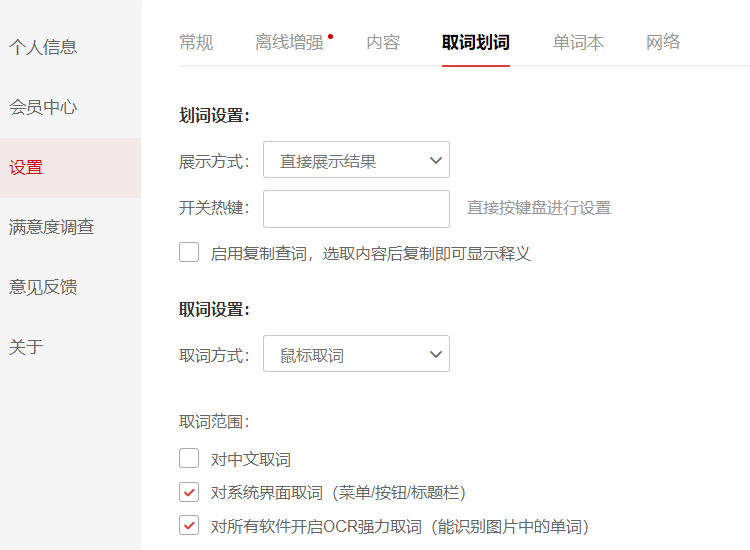 个人信息
会员中心
设置
满意度调查
意见反馈
关于
常规 离线增强 内容 取词划词 单词本 网络
划词设置：
展示方式： 直接展示结果
开关热键： 直接按键盘进行设置
启用复制查词，选取内容后复制即可显示释义
取词设置：
取词方式： 鼠标取词
取词范围：
对中文取词
对系统界面取词（菜单/按钮/标题栏）
对所有软件开启OCR强力取词（能识别图片中的单词）